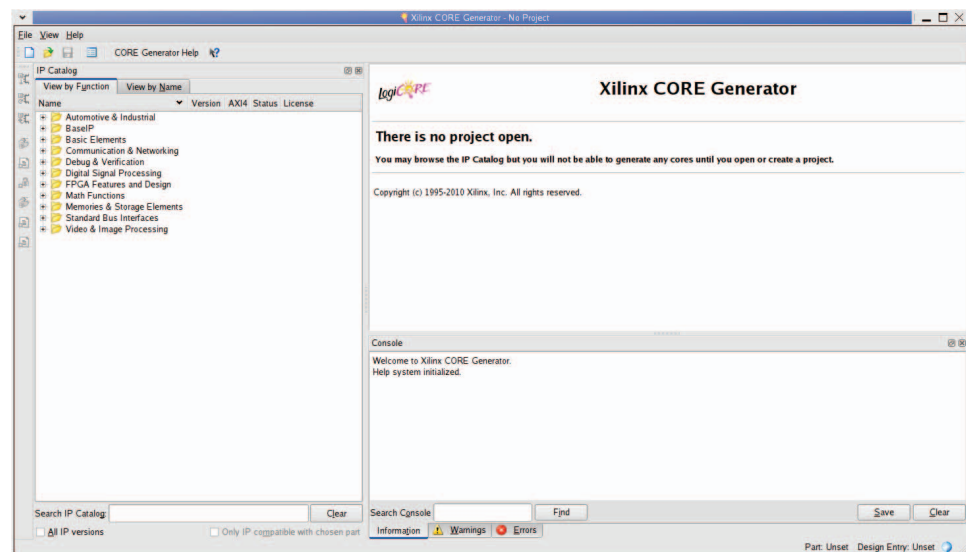 Xilinx CORE Generator - No Project
File View Help
CORE Generator Help
IP Catalog
View by Function View by Name
Name Version AXI4 Status License
Automotive & Industrial
BaseIP
Basic Elements
Communication & Networking
Debug & Verification
Digital Signal Processing
FPGA Features and Design
Math Functions
Memories & Storage Elements
Standard Bus Interfaces
Video & Image Processing
Search IP Catalog: Clear
All IP versions Only IP compatible with chosen part
logiCORE Xilinx CORE Generator
There is no project open.
You may browse the IP Catalog but you will not be able to generate any cores until you open or create a project.
Copyright (c) 1995-2010 Xilinx, Inc. All rights reserved.
Console
Welcome to Xilinx CORE Generator.
Help system initialized.
Search Console Find Save Clear
Information Warnings Errors
Part: Unset Design Entry: Unset